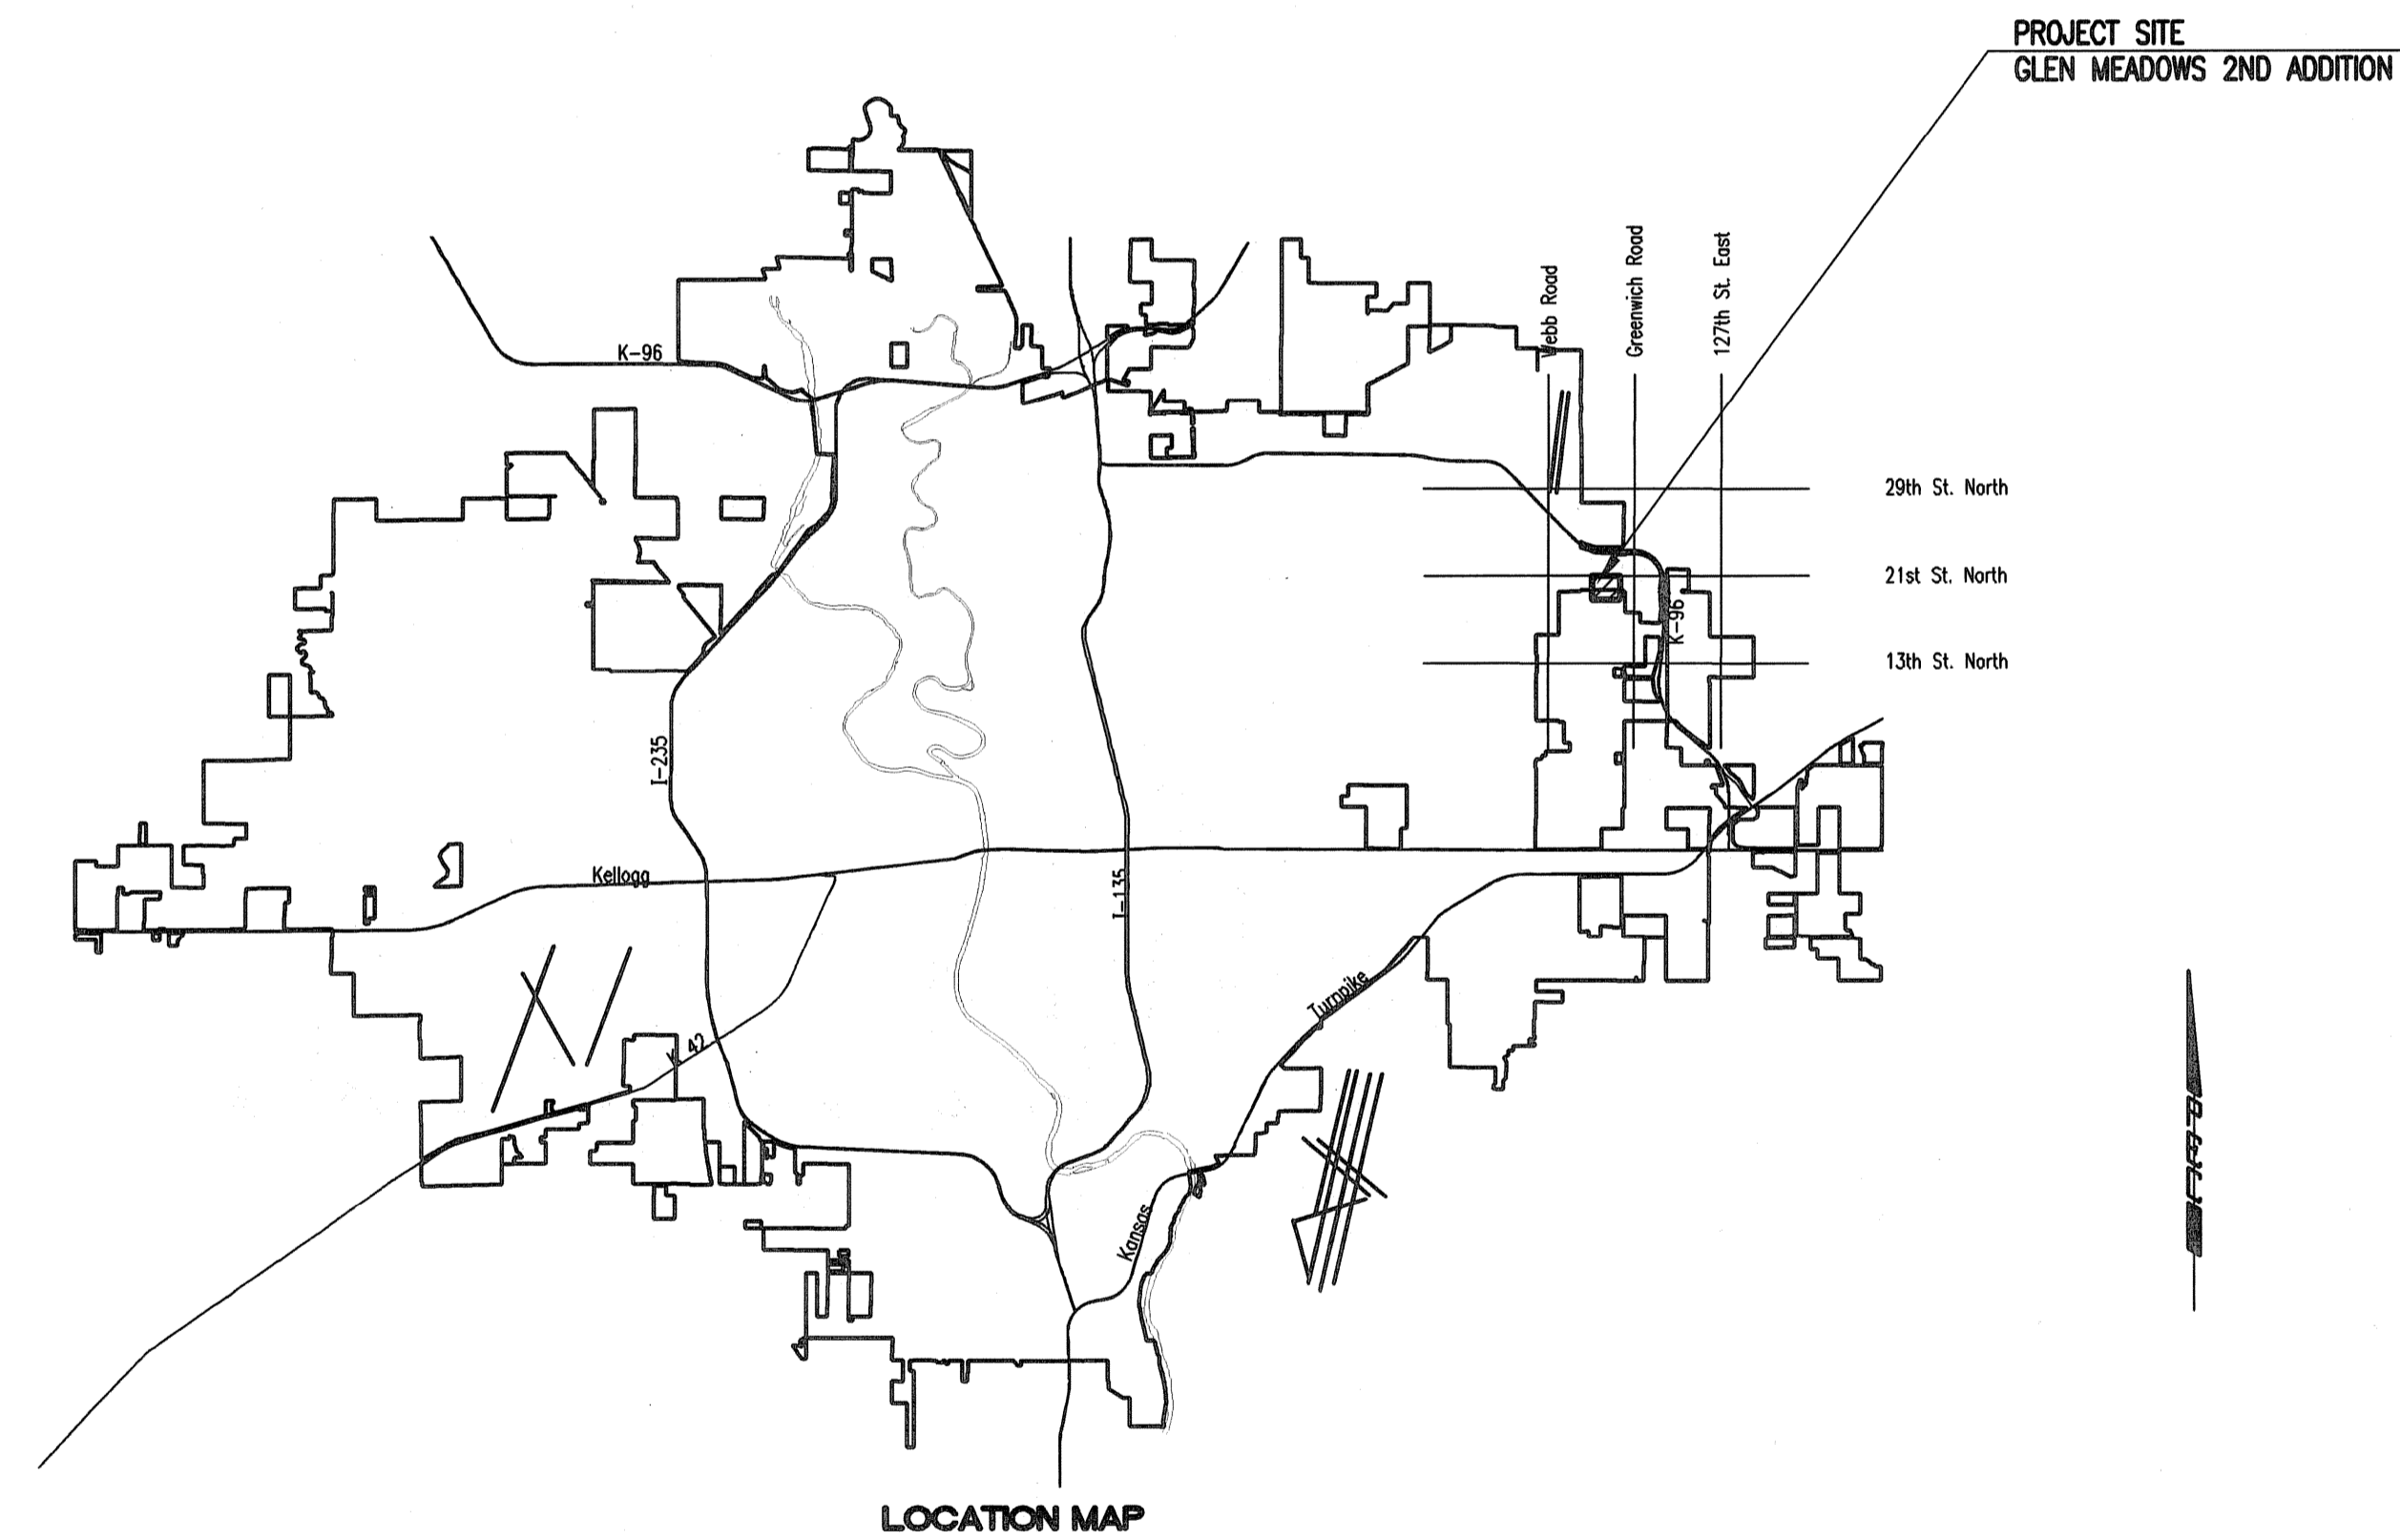 PROJECT SITE
GLEN MEADOWS 2ND ADDITION
Webb Road
Greenwich Road
127th St. East
K-96
29th St. North
21st St. North
K-96
13th St. North
I-235
Kellogg
I-135
Turnpike
42
Kansas
LOCATION MAP